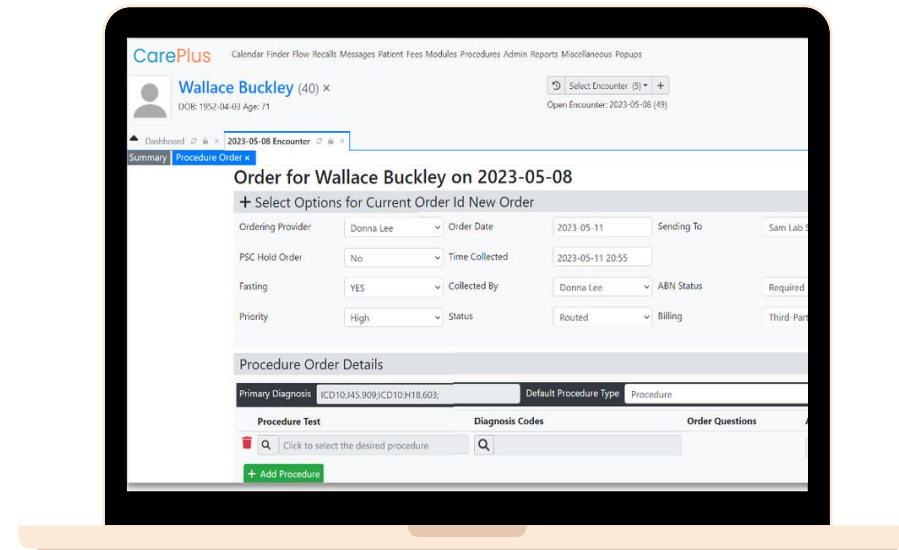 CarePlus
Calendar Finder Flow Recalls Messages Patient Fees Modules Procedures Admin Reports Miscellaneous Popups
Wallace Buckley (40) ×
Select Encounter (5)
DOB: 1952-04-03 Age: 71
Open Encounter: 2023-05-08 (49)
Dashboard × 2023-05-08 Encounter ×
Summary Procedure Order ×
Order for Wallace Buckley on 2023-05-08
+ Select Options for Current Order Id New Order
Ordering Provider Donna Lee Order Date 2023-05-11 Sending To Sam Lab
PSC Hold Order No Time Collected 2023-05-11 20:55
Fasting YES Collected By Donna Lee ABN Status Required
Priority High Status Routed Billing Third-Part
Procedure Order Details
Primary Diagnosis ICD10:J45.909;ICD10:H18.603; Default Procedure Type Procedure
Procedure Test Diagnosis Codes Order Questions
Click to select the desired procedure
+ Add Procedure